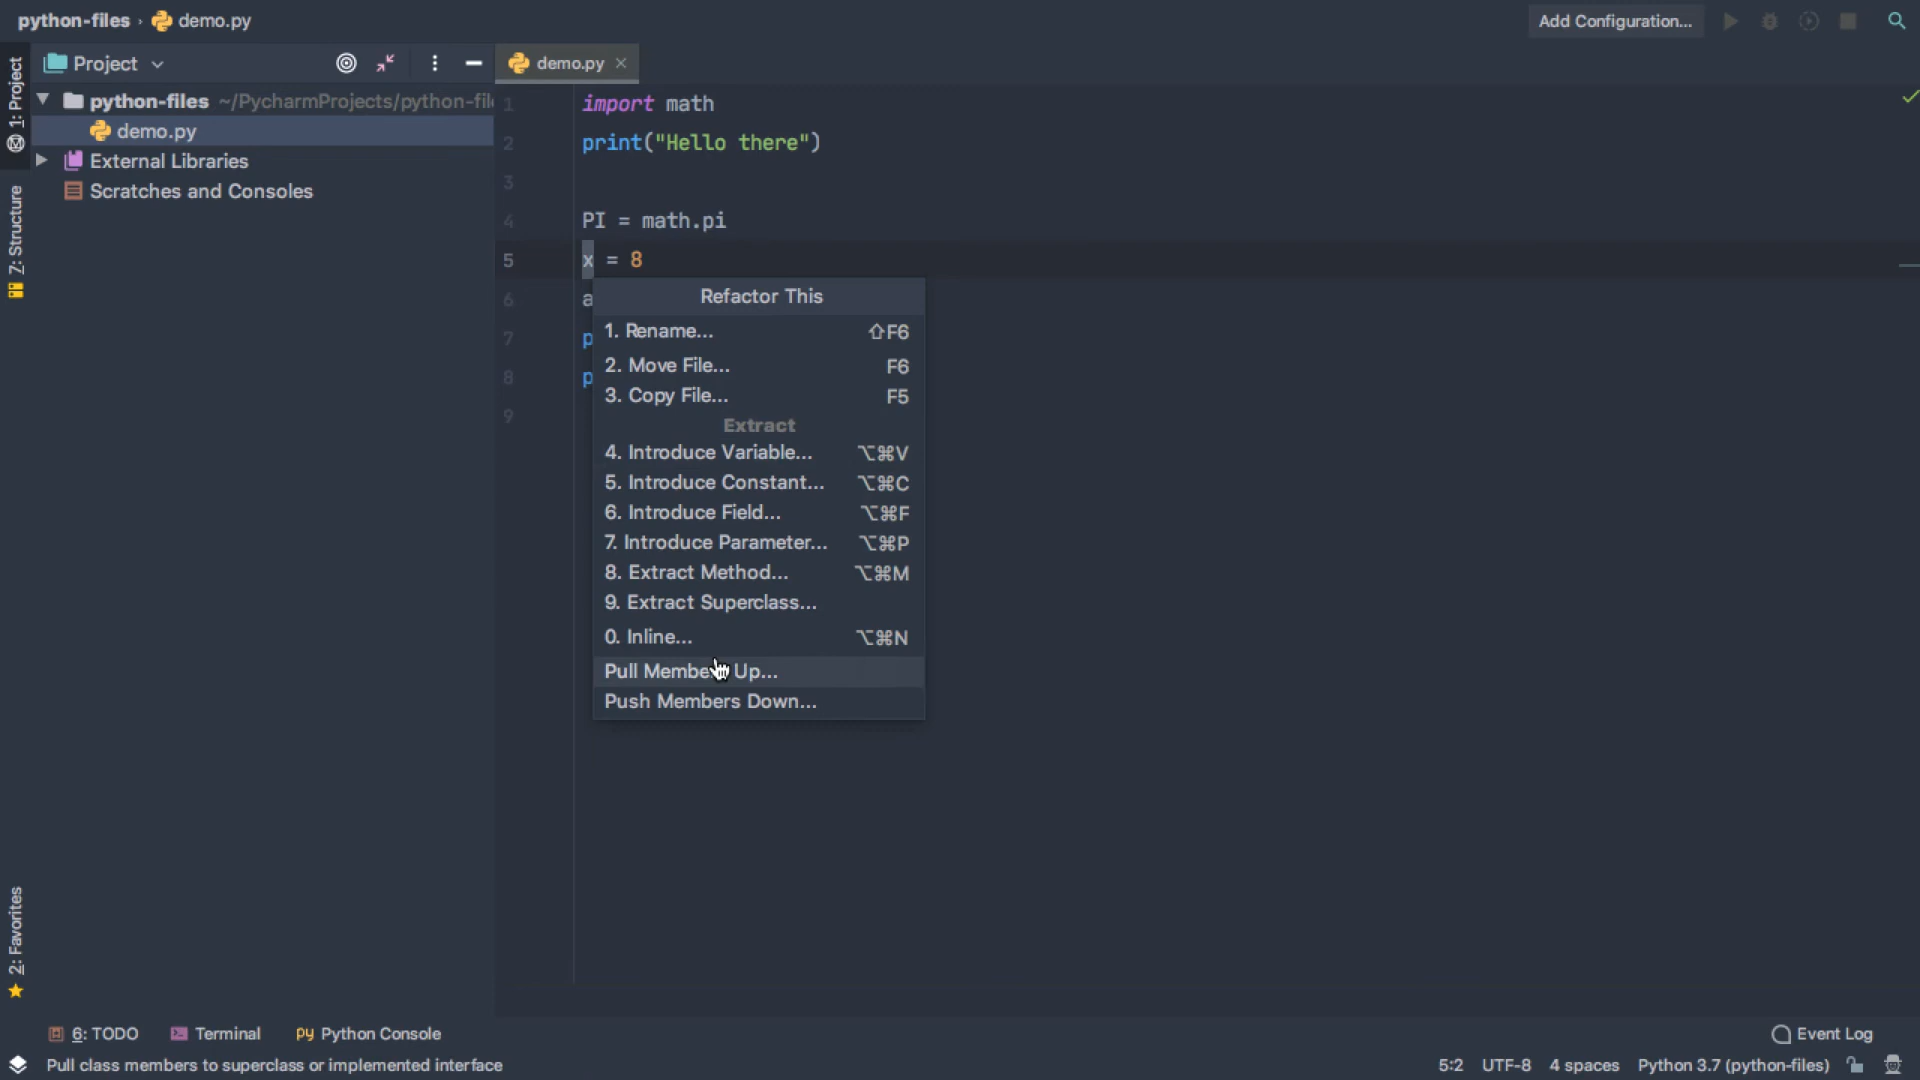 python-files › demo.py
Add Configuration...
1: Project
Project
demo.py
python-files ~/PycharmProjects/python-fil
demo.py
External Libraries
Scratches and Consoles
7: Structure
2: Favorites
1 import math
2 print("Hello there")
3
4 PI = math.pi
5 x = 8
6 a
7 p
8 p
9
Refactor This
1. Rename... ⇧F6
2. Move File... F6
3. Copy File... F5
Extract
4. Introduce Variable... ⌥⌘V
5. Introduce Constant... ⌥⌘C
6. Introduce Field... ⌥⌘F
7. Introduce Parameter... ⌥⌘P
8. Extract Method... ⌥⌘M
9. Extract Superclass...
0. Inline... ⌥⌘N
Pull Members Up...
Push Members Down...
6: TODO Terminal Python Console Event Log
Pull class members to superclass or implemented interface 5:2 UTF-8 4 spaces Python 3.7 (python-files)